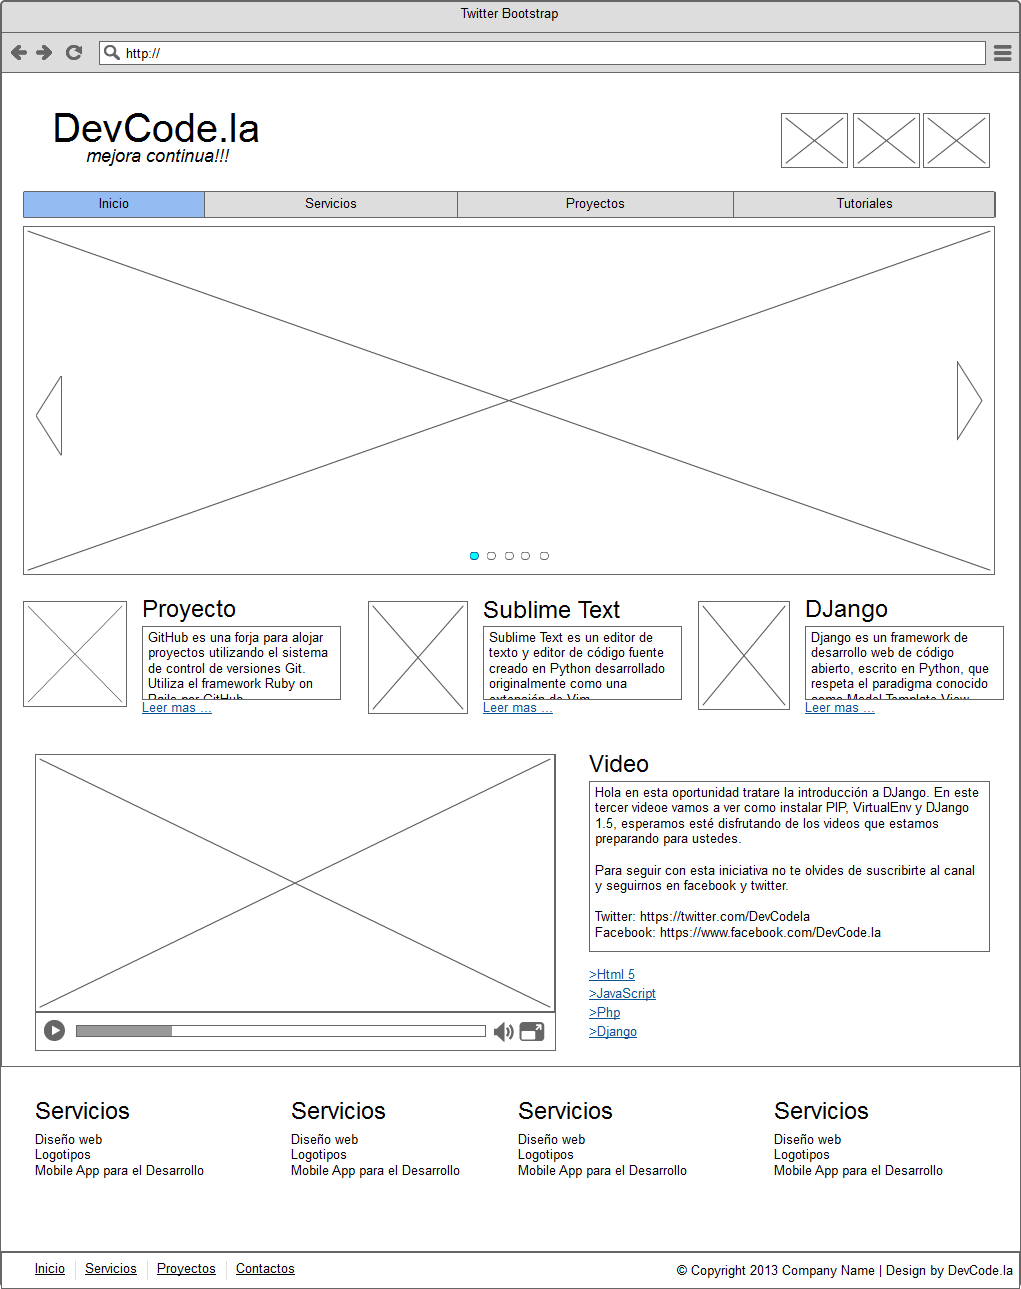 Twitter Bootstrap
http://
DevCode.la
mejora continua!!!
Inicio
Servicios
Proyectos
Tutoriales
Proyecto
GitHub es una forja para alojar
proyectos utilizando el sistema
de control de versiones Git.
Utiliza el framework Ruby on
Rails por GitHub
Leer mas ...
Sublime Text
Sublime Text es un editor de
texto y editor de código fuente
creado en Python desarrollado
originalmente como una
extensión de Vim
Leer mas ...
DJango
Django es un framework de
desarrollo web de código
abierto, escrito en Python, que
respeta el paradigma conocido
como Model Template View
Leer mas ...
Video
Hola en esta oportunidad tratare la introducción a DJango. En este
tercer videoe vamos a ver como instalar PIP, VirtualEnv y DJango
1.5, esperamos esté disfrutando de los videos que estamos
preparando para ustedes.
Para seguir con esta iniciativa no te olvides de suscribirte al canal
y seguirnos en facebook y twitter.
Twitter: https://twitter.com/DevCodela
Facebook: https://www.facebook.com/DevCode.la
>Html 5
>JavaScript
>Php
>Django
Servicios
Diseño web
Logotipos
Mobile App para el Desarrollo
Servicios
Diseño web
Logotipos
Mobile App para el Desarrollo
Servicios
Diseño web
Logotipos
Mobile App para el Desarrollo
Servicios
Diseño web
Logotipos
Mobile App para el Desarrollo
Inicio
Servicios
Proyectos
Contactos
© Copyright 2013 Company Name | Design by DevCode.la